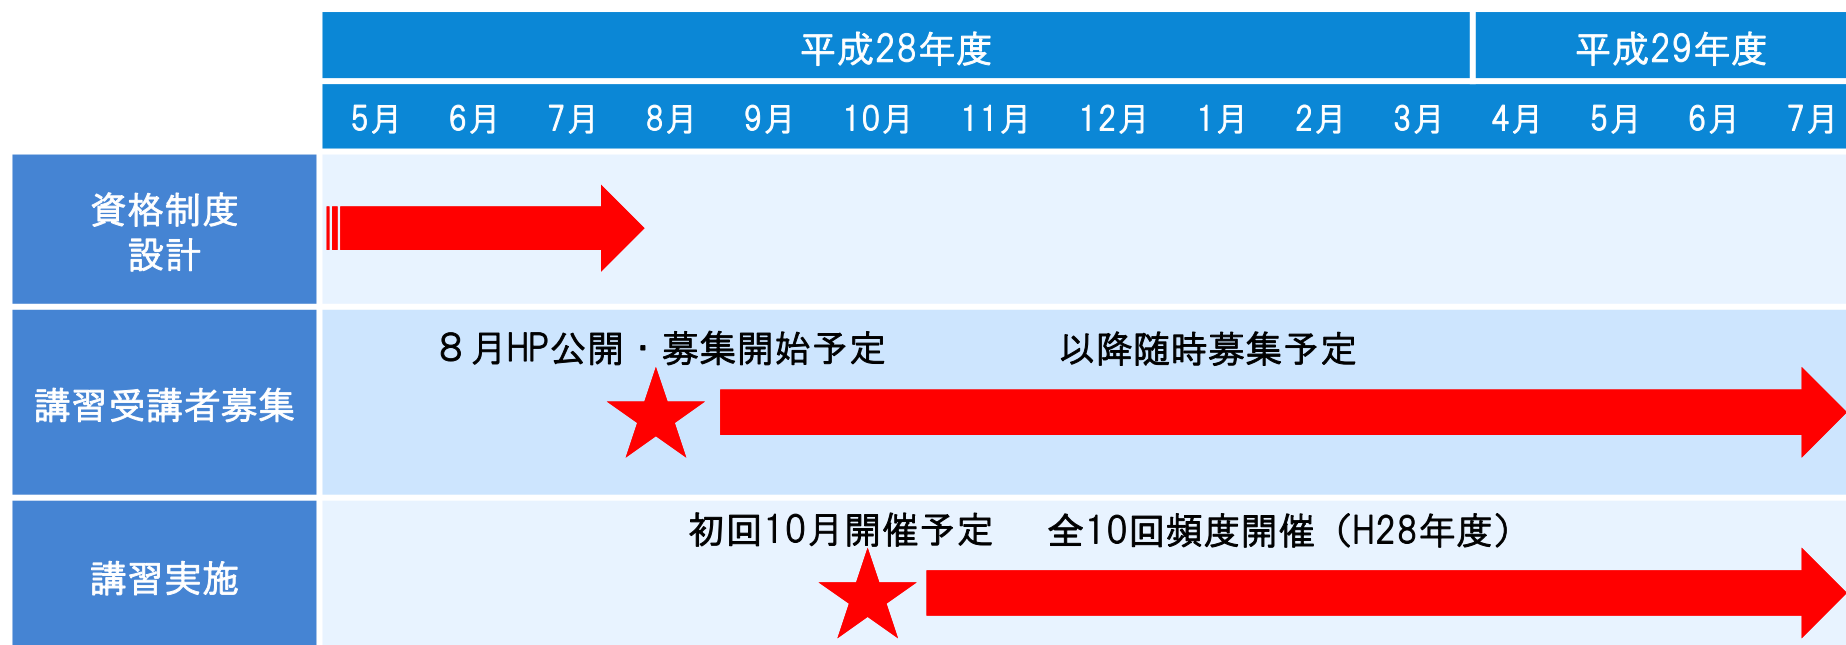 平成28年度 平成29年度
5月 6月 7月 8月 9月 10月 11月 12月 1月 2月 3月 4月 5月 6月 7月
資格制度
設計
８月HP公開・募集開始予定 以降随時募集予定
講習受講者募集
初回10月開催予定 全10回頻度開催（H28年度）
講習実施